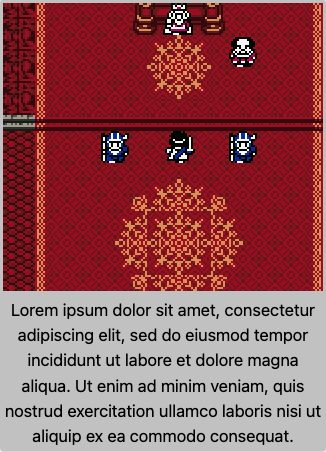 Lorem ipsum dolor sit amet, consectetur
adipiscing elit, sed do eiusmod tempor
incididunt ut labore et dolore magna
aliqua. Ut enim ad minim veniam, quis
nostrud exercitation ullamco laboris nisi ut
aliquip ex ea commodo consequat.